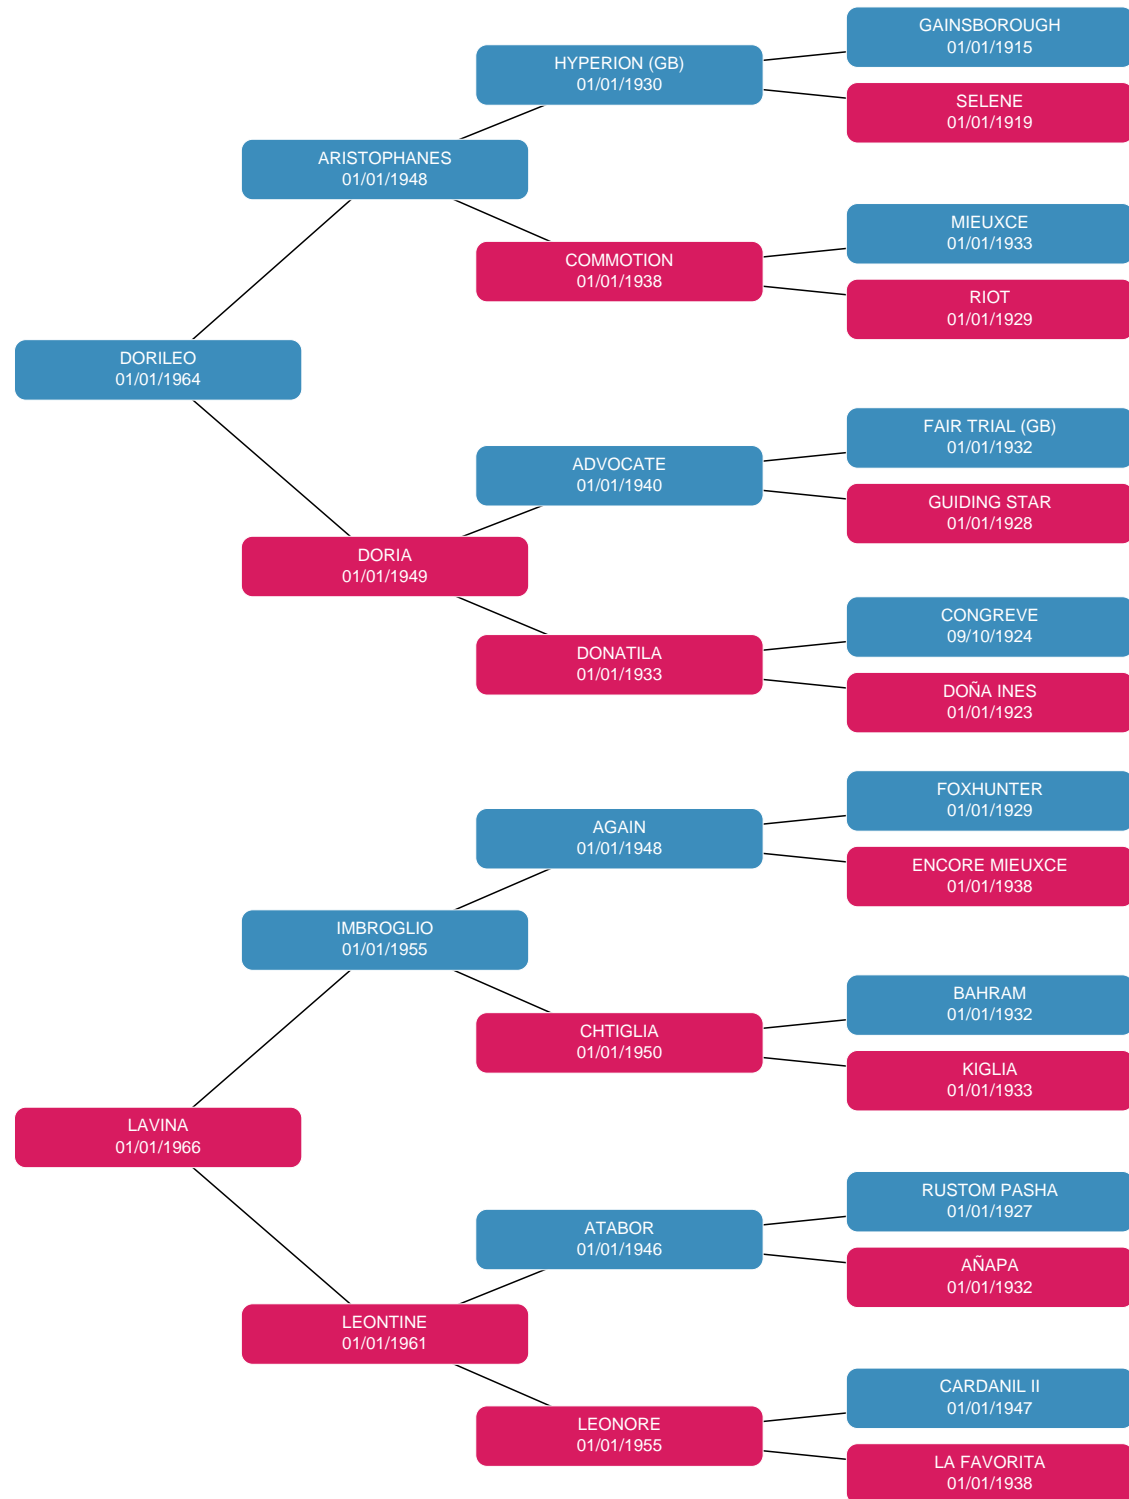 GAINSBOROUGH
01/01/1915
HYPERION (GB)
01/01/1930
SELENE
01/01/1919
ARISTOPHANES
01/01/1948
MIEUXCE
01/01/1933
COMMOTION
01/01/1938
RIOT
01/01/1929
DORILEO
01/01/1964
FAIR TRIAL (GB)
01/01/1932
ADVOCATE
01/01/1940
GUIDING STAR
01/01/1928
DORIA
01/01/1949
CONGREVE
09/10/1924
DONATILA
01/01/1933
DOÑA INES
01/01/1923
FOXHUNTER
01/01/1929
AGAIN
01/01/1948
ENCORE MIEUXCE
01/01/1938
IMBROGLIO
01/01/1955
BAHRAM
01/01/1932
CHTIGLIA
01/01/1950
KIGLIA
01/01/1933
LAVINA
01/01/1966
RUSTOM PASHA
01/01/1927
ATABOR
01/01/1946
AÑAPA
01/01/1932
LEONTINE
01/01/1961
CARDANIL II
01/01/1947
LEONORE
01/01/1955
LA FAVORITA
01/01/1938